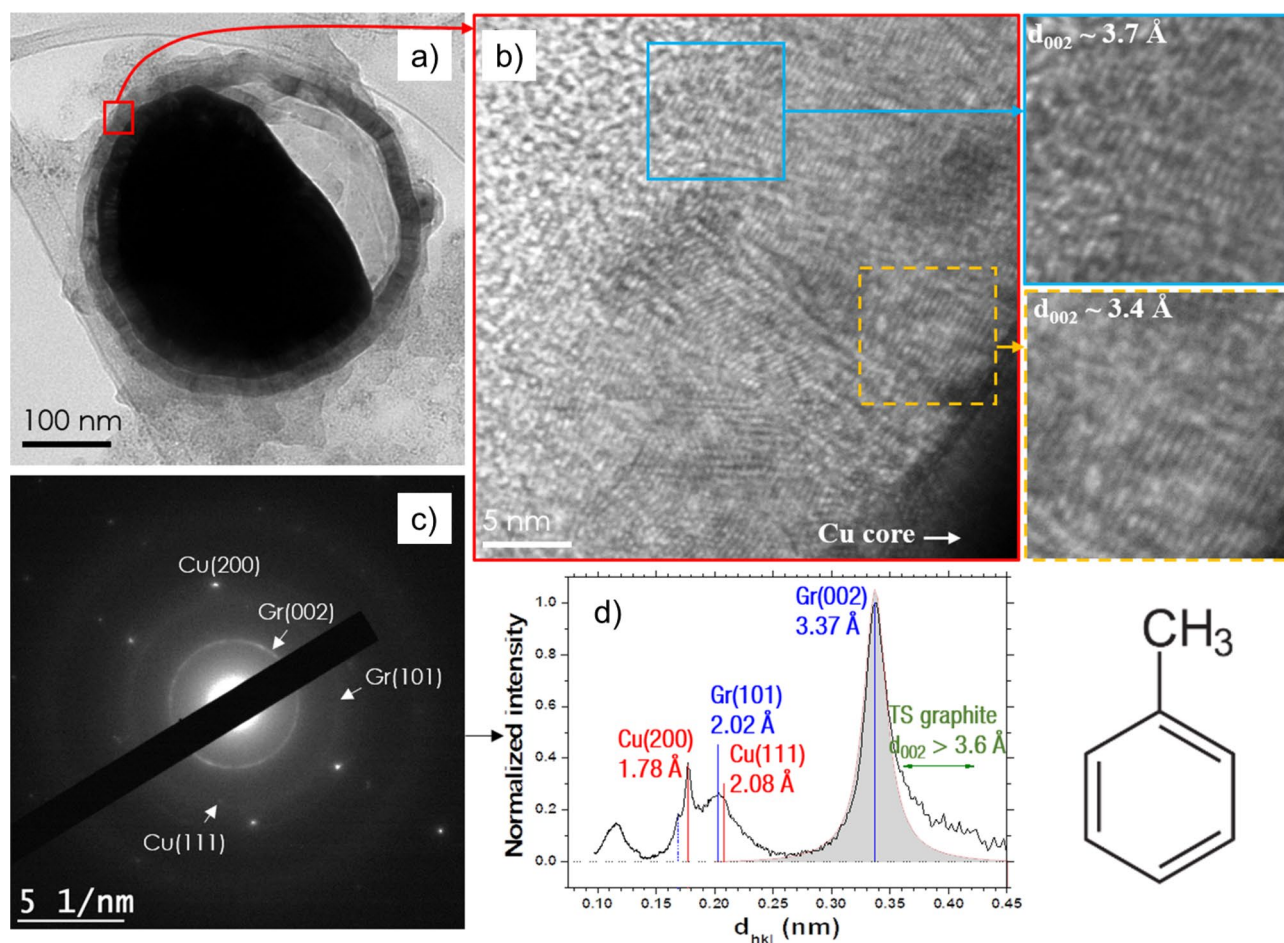 a)
100 nm
b)
5 nm
Cu core
d₀₀₂ ~ 3.7 Å
d₀₀₂ ~ 3.4 Å
c)
Cu(200)
Gr(002)
Gr(101)
Cu(111)
5 1/nm
d)
Normalized intensity
1.0
0.8
0.6
0.4
0.2
0.0
Gr(002)
3.37 Å
Gr(101)
2.02 Å
Cu(200)
1.78 Å
Cu(111)
2.08 Å
TS graphite
d₀₀₂ > 3.6 Å
0.10 0.15 0.20 0.25 0.30 0.35 0.40 0.45
dₕₖₗ (nm)
CH₃